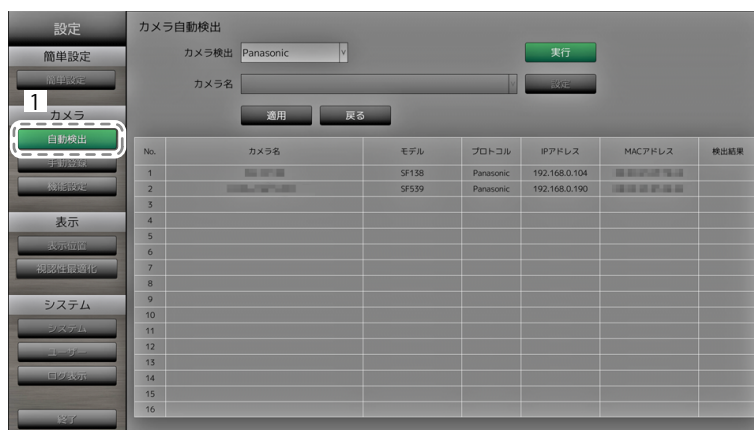 設定
簡単設定
簡単設定
1
カメラ
自動検出
手動登録
機能設定
表示
表示位置
視認性最適化
システム
システム
ユーザー
ログ表示
終了
カメラ自動検出
カメラ検出 Panasonic 実行
カメラ名 設定
適用 戻る
No. カメラ名 モデル プロトコル IPアドレス MACアドレス 検出結果
1 SF138 Panasonic 192.168.0.104
2 SF539 Panasonic 192.168.0.190
3
4
5
6
7
8
9
10
11
12
13
14
15
16